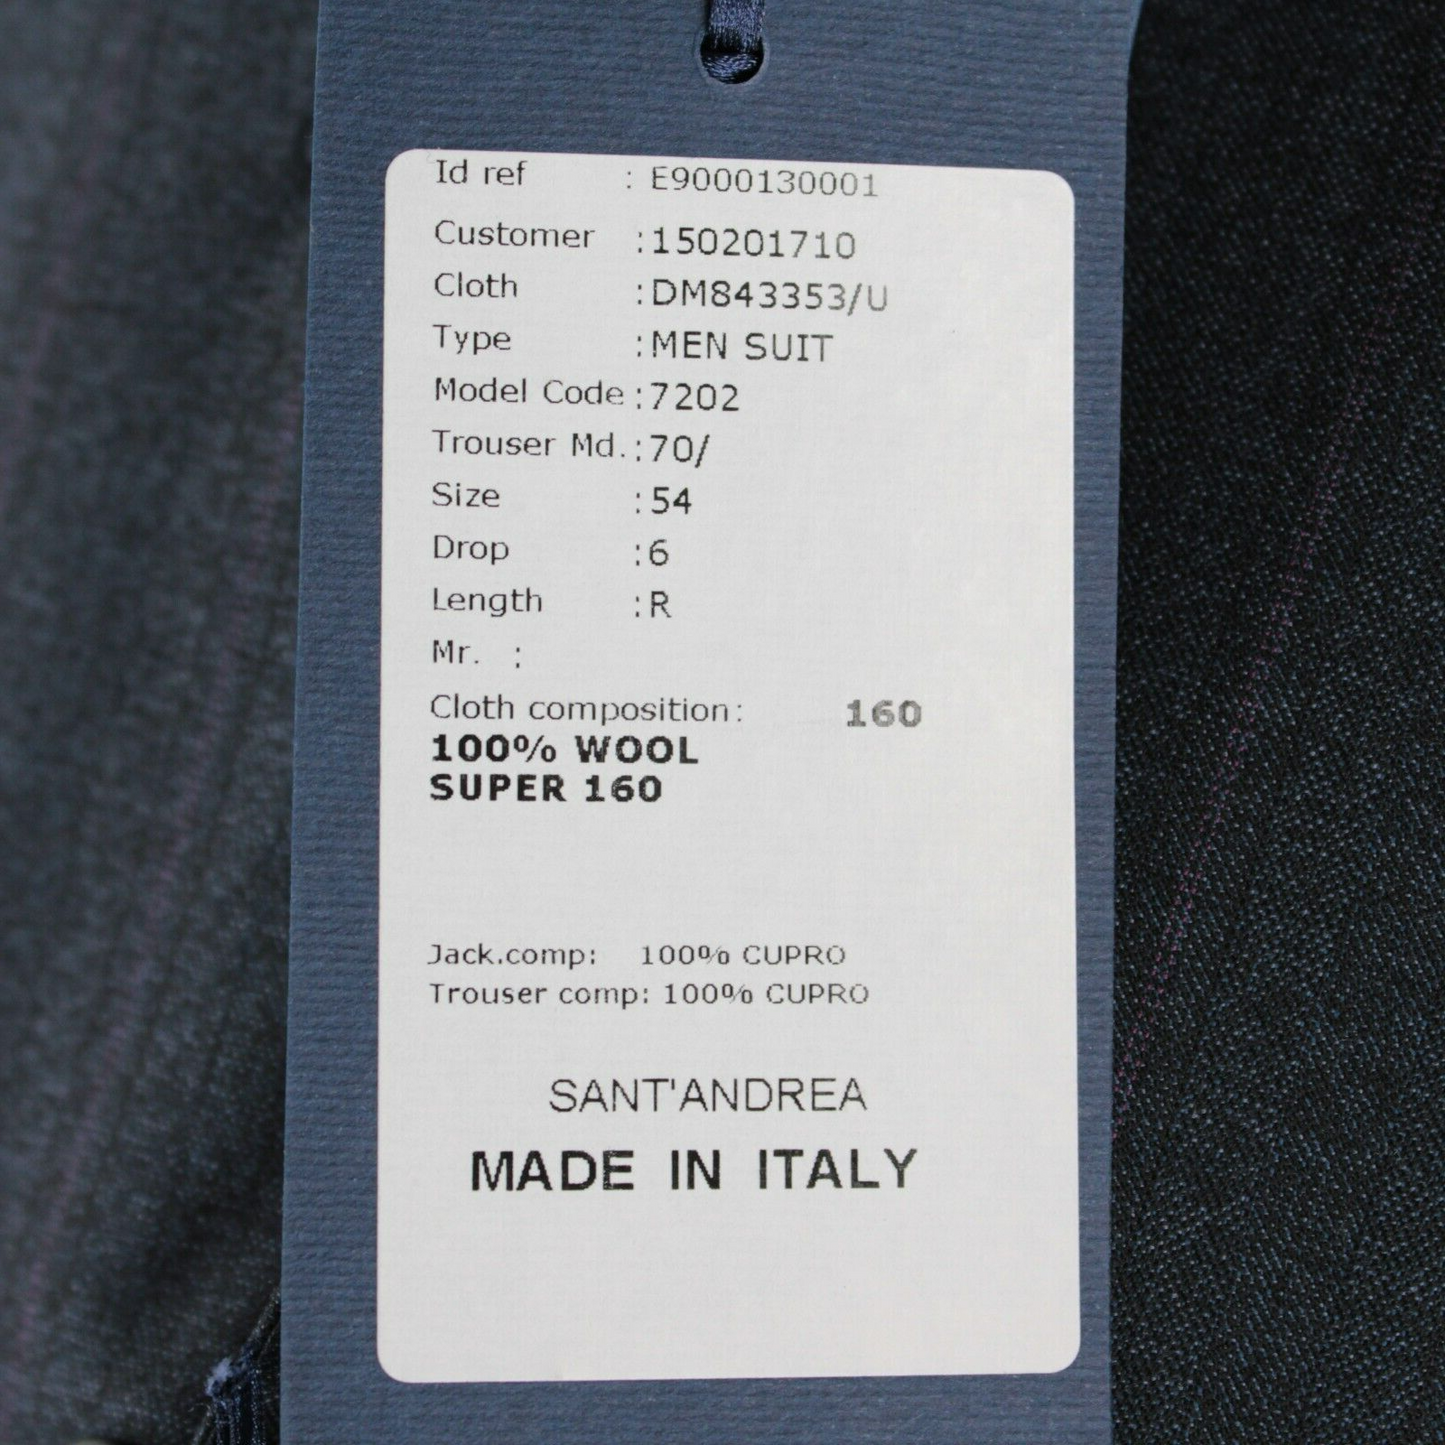 Id ref : E9000130001
Customer :150201710
Cloth :DM843353/U
Type :MEN SUIT
Model Code :7202
Trouser Md. :70/
Size :54
Drop :6
Length :R
Mr. :
Cloth composition: 160
100% WOOL
SUPER 160
Jack.comp: 100% CUPRO
Trouser comp: 100% CUPRO
SANT'ANDREA
MADE IN ITALY